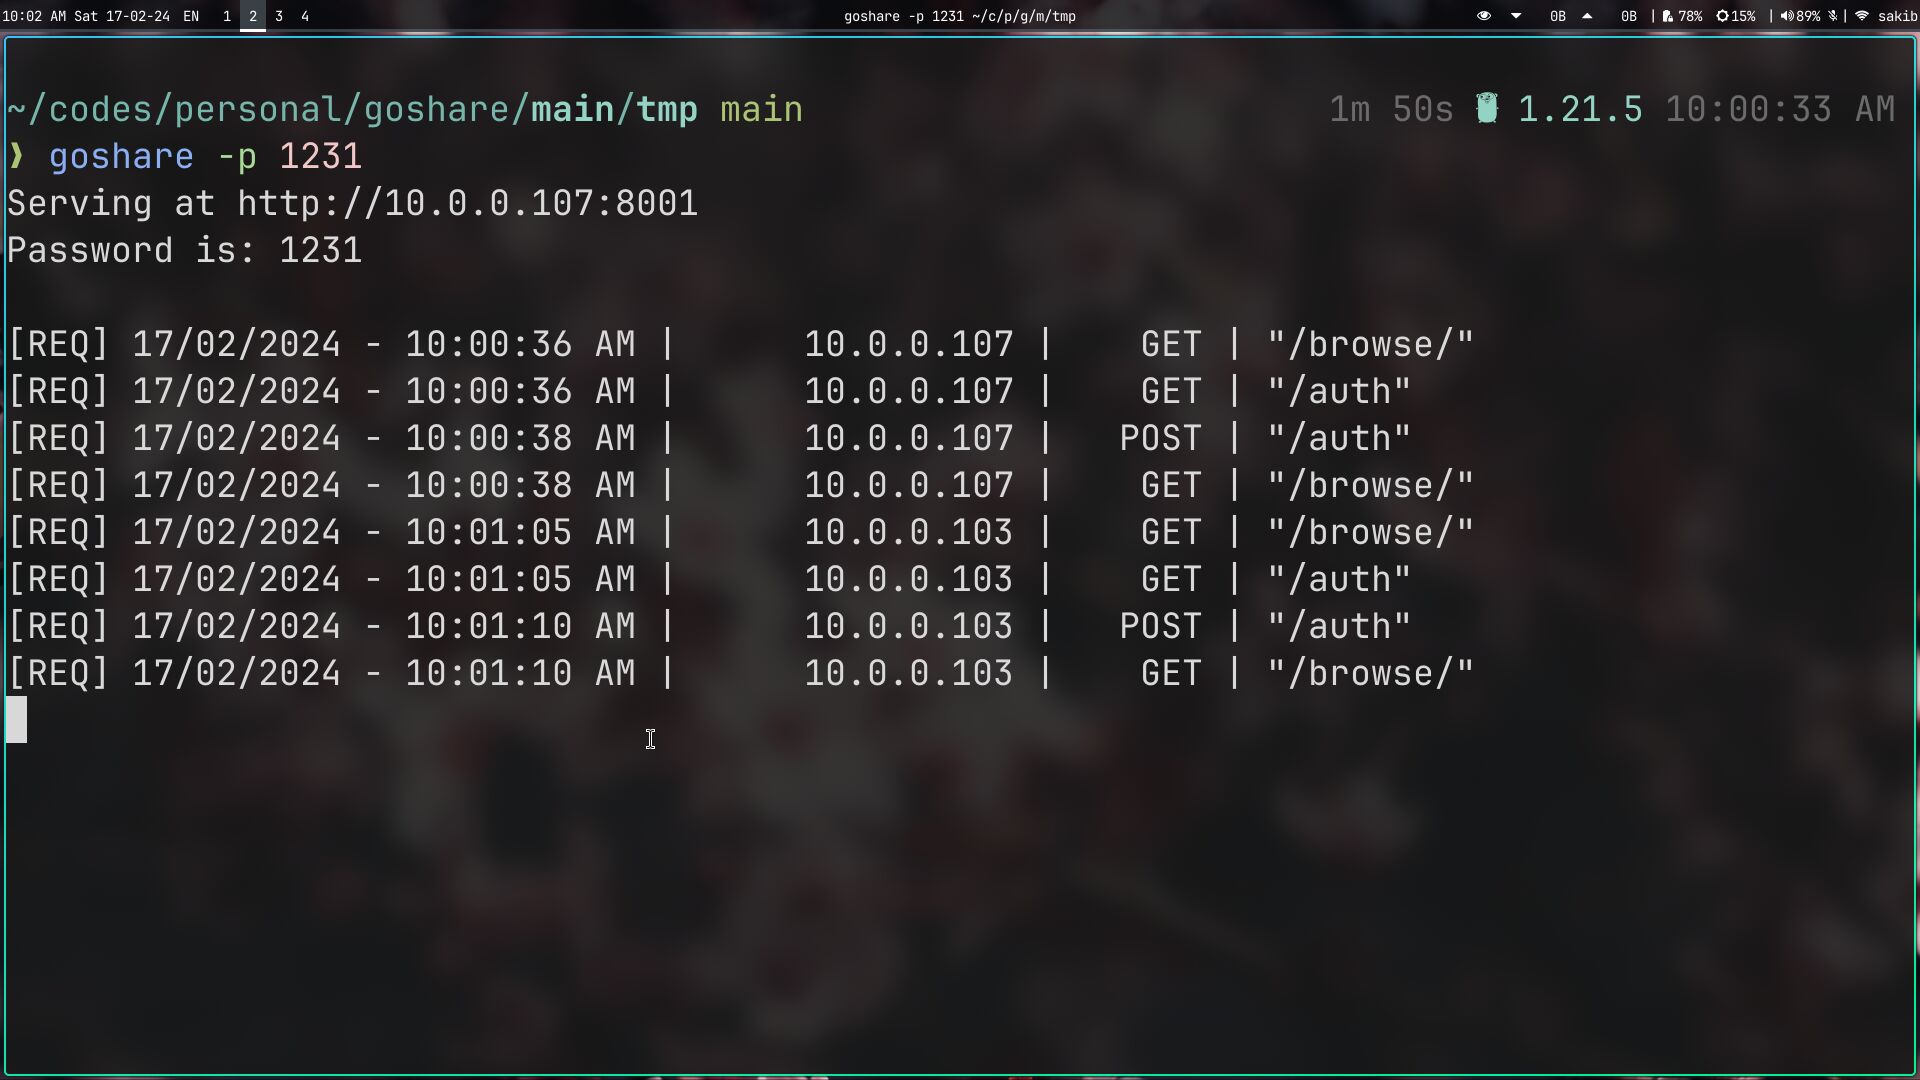 10:02 AM Sat 17-02-24 EN 1 2 3 4 goshare -p 1231 ~/c/p/g/m/tmp 0B 0B | 78% 15% | 89% | sakib
~/codes/personal/goshare/main/tmp main 1m 50s 1.21.5 10:00:33 AM
❯ goshare -p 1231
Serving at http://10.0.0.107:8001
Password is: 1231
[REQ] 17/02/2024 - 10:00:36 AM | 10.0.0.107 | GET | "/browse/"
[REQ] 17/02/2024 - 10:00:36 AM | 10.0.0.107 | GET | "/auth"
[REQ] 17/02/2024 - 10:00:38 AM | 10.0.0.107 | POST | "/auth"
[REQ] 17/02/2024 - 10:00:38 AM | 10.0.0.107 | GET | "/browse/"
[REQ] 17/02/2024 - 10:01:05 AM | 10.0.0.103 | GET | "/browse/"
[REQ] 17/02/2024 - 10:01:05 AM | 10.0.0.103 | GET | "/auth"
[REQ] 17/02/2024 - 10:01:10 AM | 10.0.0.103 | POST | "/auth"
[REQ] 17/02/2024 - 10:01:10 AM | 10.0.0.103 | GET | "/browse/"